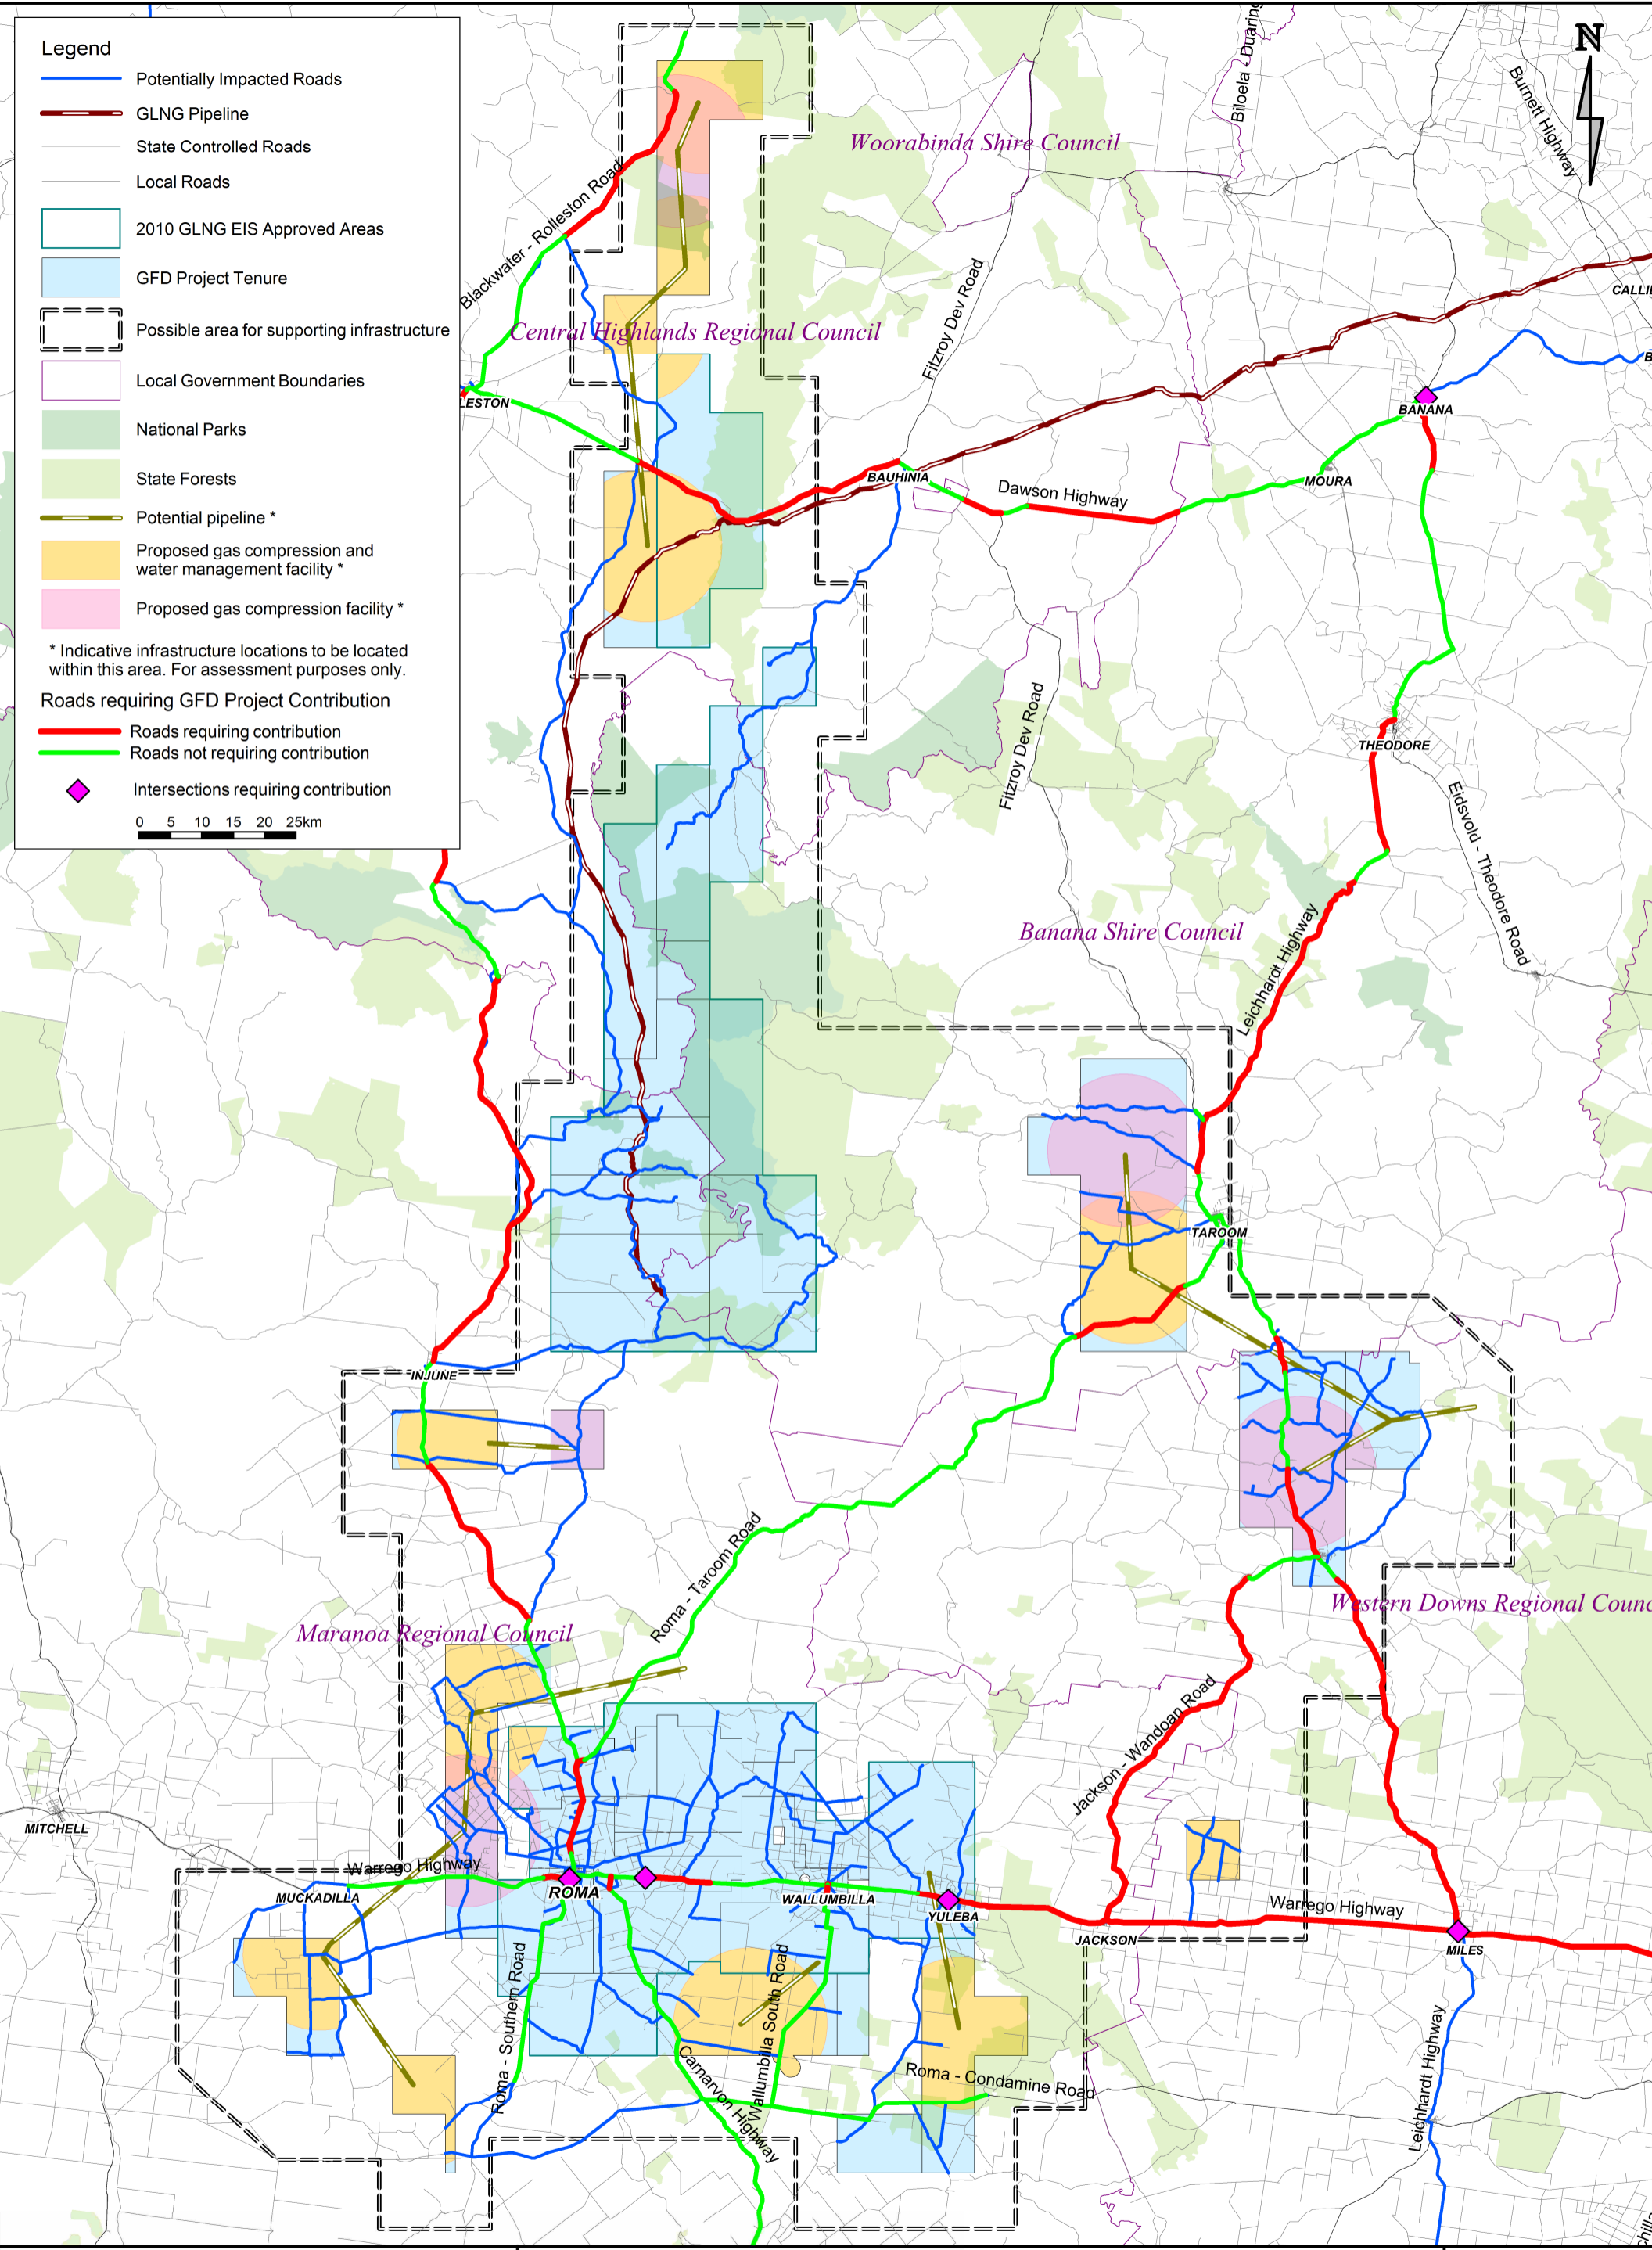 Legend
Potentially Impacted Roads
GLNG Pipeline
State Controlled Roads
Local Roads
2010 GLNG EIS Approved Areas
GFD Project Tenure
Possible area for supporting infrastructure
Local Government Boundaries
National Parks
State Forests
Potential pipeline *
Proposed gas compression and
water management facility *
Proposed gas compression facility *
* Indicative infrastructure locations to be located
within this area. For assessment purposes only.
Roads requiring GFD Project Contribution
Roads requiring contribution
Roads not requiring contribution
Intersections requiring contribution
0 5 10 15 20 25km
N
Biloela - Duaring
Burnett Highway
Woorabinda Shire Council
Blackwater - Rolleston Road
Fitzroy Dev Road
CALLI
Central Highlands Regional Council
B
LESTON
BANANA
BAUHINIA
Dawson Highway
MOURA
Fitzroy Dev Road
THEODORE
Eidsvold - Theodore Road
Banana Shire Council
Leichhardt Highway
TAROOM
INJUNE
Roma - Taroom Road
Western Downs Regional Counc
Maranoa Regional Council
Jackson - Wandoan Road
MITCHELL
Warrego Highway
MUCKADILLA
ROMA
WALLUMBILLA
YULEBA
Warrego Highway
JACKSON
MILES
Roma - Southern Road
Wallumbilla South Road
Carnarvon Highway
Roma - Condamine Road
Leichhardt Highway